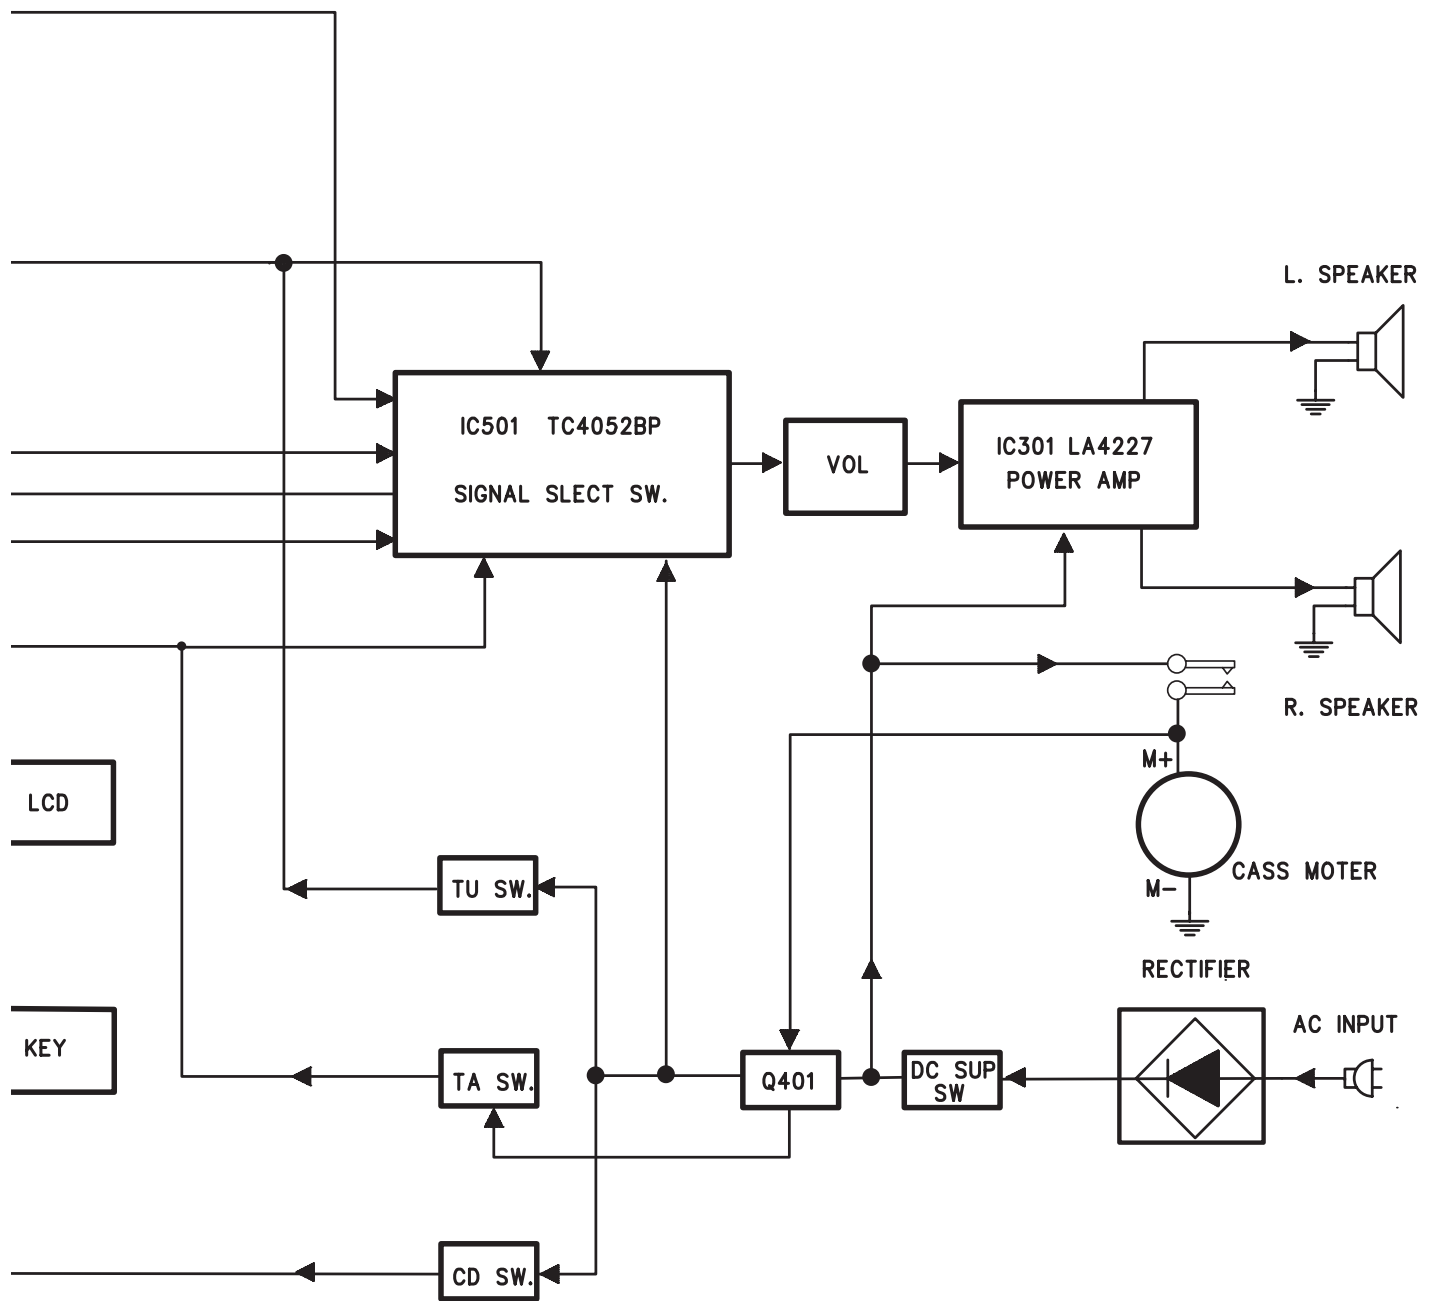 L. SPEAKER
IC501 TC4052BP
SIGNAL SLECT SW.
VOL
IC301 LA4227
POWER AMP
R. SPEAKER
M+
LCD
CASS MOTER
TU SW.
M-
RECTIFIER
AC INPUT
KEY
TA SW.
Q401
DC SUP
SW
CD SW.